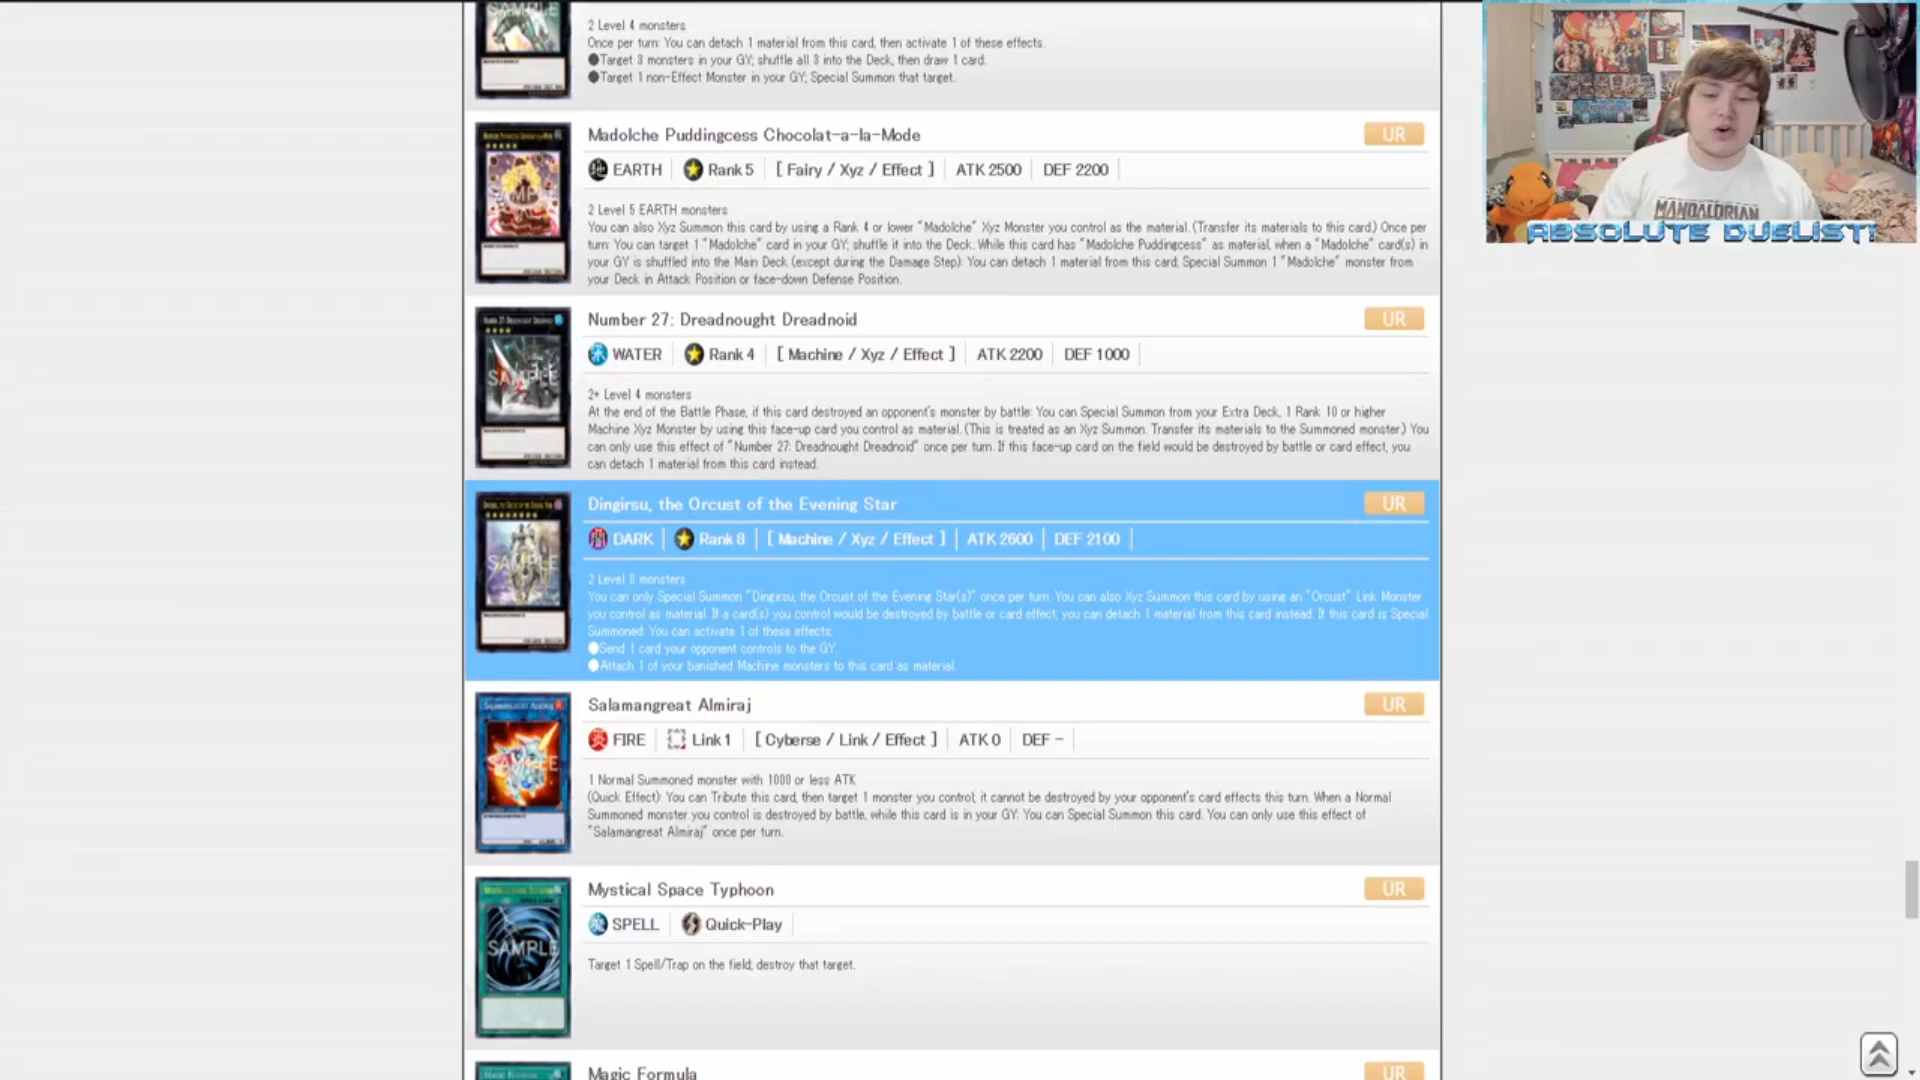 2 Level 4 monsters
Once per turn: You can detach 1 material from this card, then activate 1 of these effects.
●Target 3 monsters in your GY; shuffle all 3 into the Deck, then draw 1 card.
●Target 1 non-Effect Monster in your GY; Special Summon that target.
Madolche Puddingcess Chocolat-a-la-Mode UR
EARTH Rank 5 [ Fairy / Xyz / Effect ] ATK 2500 DEF 2200
2 Level 5 EARTH monsters
You can also Xyz Summon this card by using a Rank 4 or lower "Madolche" Xyz Monster you control as the material. (Transfer its materials to this card.) Once per
turn: You can target 1 "Madolche" card in your GY; shuffle it into the Deck. While this card has "Madolche Puddingcess" as material, when a "Madolche" card(s) in
your GY is shuffled into the Main Deck (except during the Damage Step): You can detach 1 material from this card; Special Summon 1 "Madolche" monster from
your Deck in Attack Position or face-down Defense Position.
Number 27: Dreadnought Dreadnoid UR
SAMPLE
WATER Rank 4 [ Machine / Xyz / Effect ] ATK 2200 DEF 1000
2+ Level 4 monsters
At the end of the Battle Phase, if this card destroyed an opponent's monster by battle: You can Special Summon from your Extra Deck, 1 Rank 10 or higher
Machine Xyz Monster by using this face-up card you control as material. (This is treated as an Xyz Summon. Transfer its materials to the Summoned monster.) You
can only use this effect of "Number 27: Dreadnought Dreadnoid" once per turn. If this face-up card on the field would be destroyed by battle or card effect, you
can detach 1 material from this card instead.
Dingirsu, the Orcust of the Evening Star UR
SAMPLE
DARK Rank 8 [ Machine / Xyz / Effect ] ATK 2600 DEF 2100
2 Level 8 monsters
You can only Special Summon "Dingirsu, the Orcust of the Evening Star(s)" once per turn. You can also Xyz Summon this card by using an "Orcust" Link Monster
you control as material. If a card(s) you control would be destroyed by battle or card effect, you can detach 1 material from this card instead. If this card is Special
Summoned: You can activate 1 of these effects;
●Send 1 card your opponent controls to the GY.
●Attach 1 of your banished Machine monsters to this card as material.
Salamangreat Almiraj UR
SAMPLE
FIRE Link 1 [ Cyberse / Link / Effect ] ATK 0 DEF -
1 Normal Summoned monster with 1000 or less ATK
(Quick Effect): You can Tribute this card, then target 1 monster you control; it cannot be destroyed by your opponent's card effects this turn. When a Normal
Summoned monster you control is destroyed by battle, while this card is in your GY: You can Special Summon this card. You can only use this effect of
"Salamangreat Almiraj" once per turn.
Mystical Space Typhoon UR
SAMPLE
SPELL Quick-Play
Target 1 Spell/Trap on the field; destroy that target.
Magic Formula UR
MANDALORIAN
ABSOLUTE DUELIST!